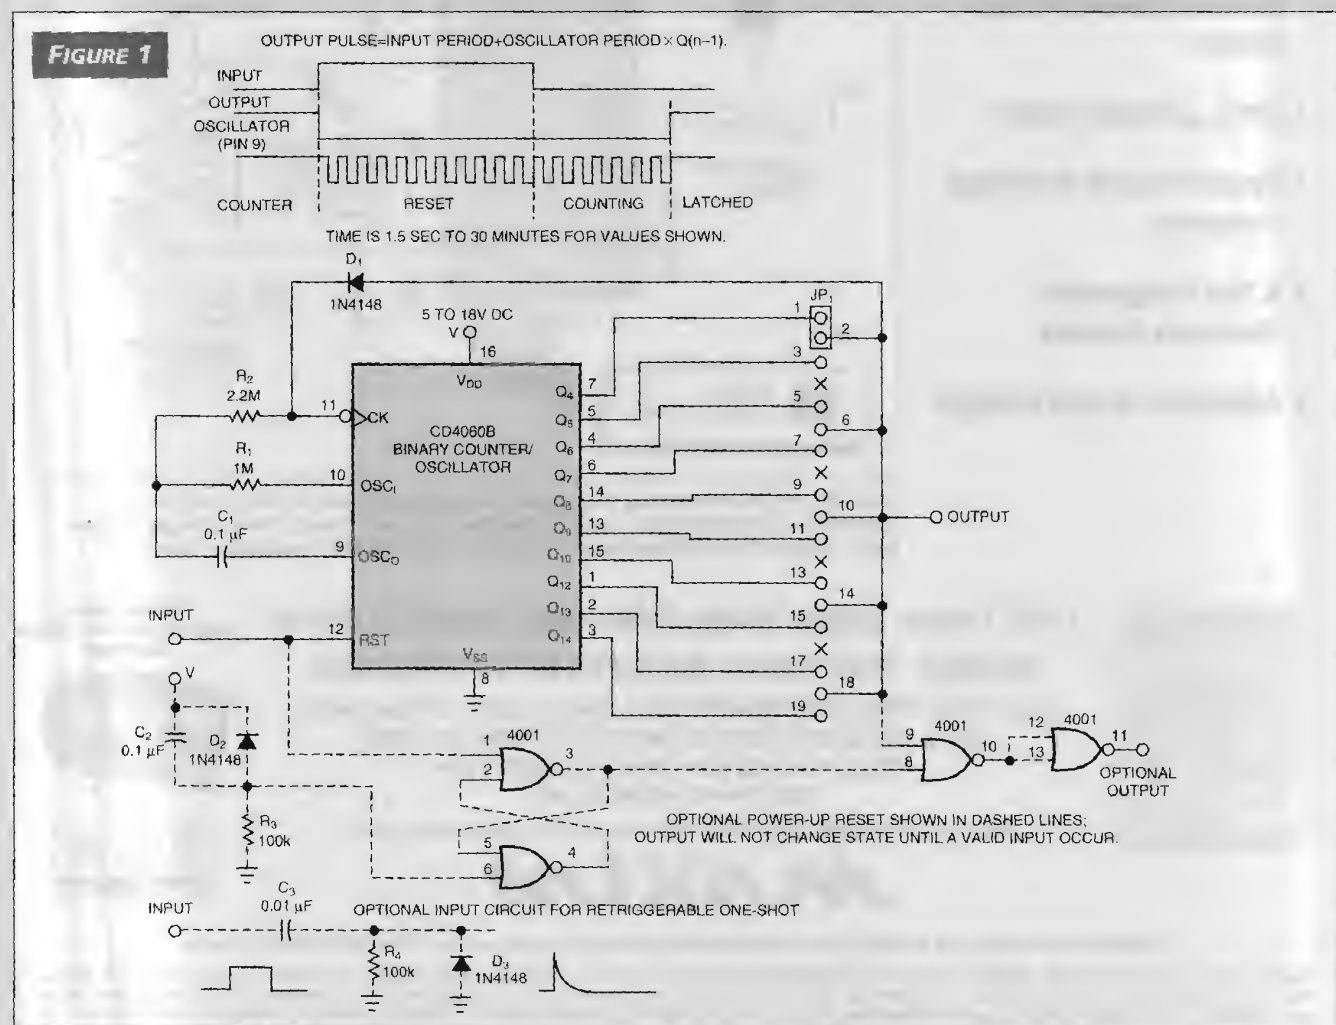 FIGURE 1
OUTPUT PULSE=INPUT PERIOD+OSCILLATOR PERIOD×Q(n–1).
INPUT
OUTPUT
OSCILLATOR
(PIN 9)
COUNTER
RESET
COUNTING
LATCHED
TIME IS 1.5 SEC TO 30 MINUTES FOR VALUES SHOWN.
D1
1N4148
5 TO 18V DC
V
16
VDD
R2
2.2M
11
CK
R1
1M
10
OSCI
C1
0.1 µF
9
OSCO
CD4060B
BINARY COUNTER/
OSCILLATOR
INPUT
12
RST
VSS
8
Q4
7
Q5
5
Q6
4
Q7
6
Q8
14
Q9
13
Q10
15
Q12
1
Q13
2
Q14
3
JP1
1
2
3
5
6
7
9
10
11
13
14
15
17
18
19
OUTPUT
V
C2
0.1 µF
D2
1N4148
R3
100k
4001
1
2
3
5
6
4
4001
9
8
10
4001
12
13
11
OPTIONAL
OUTPUT
OPTIONAL POWER-UP RESET SHOWN IN DASHED LINES;
OUTPUT WILL NOT CHANGE STATE UNTIL A VALID INPUT OCCUR.
INPUT
C3
0.01 µF
OPTIONAL INPUT CIRCUIT FOR RETRIGGERABLE ONE-SHOT
R4
100k
D3
1N4148